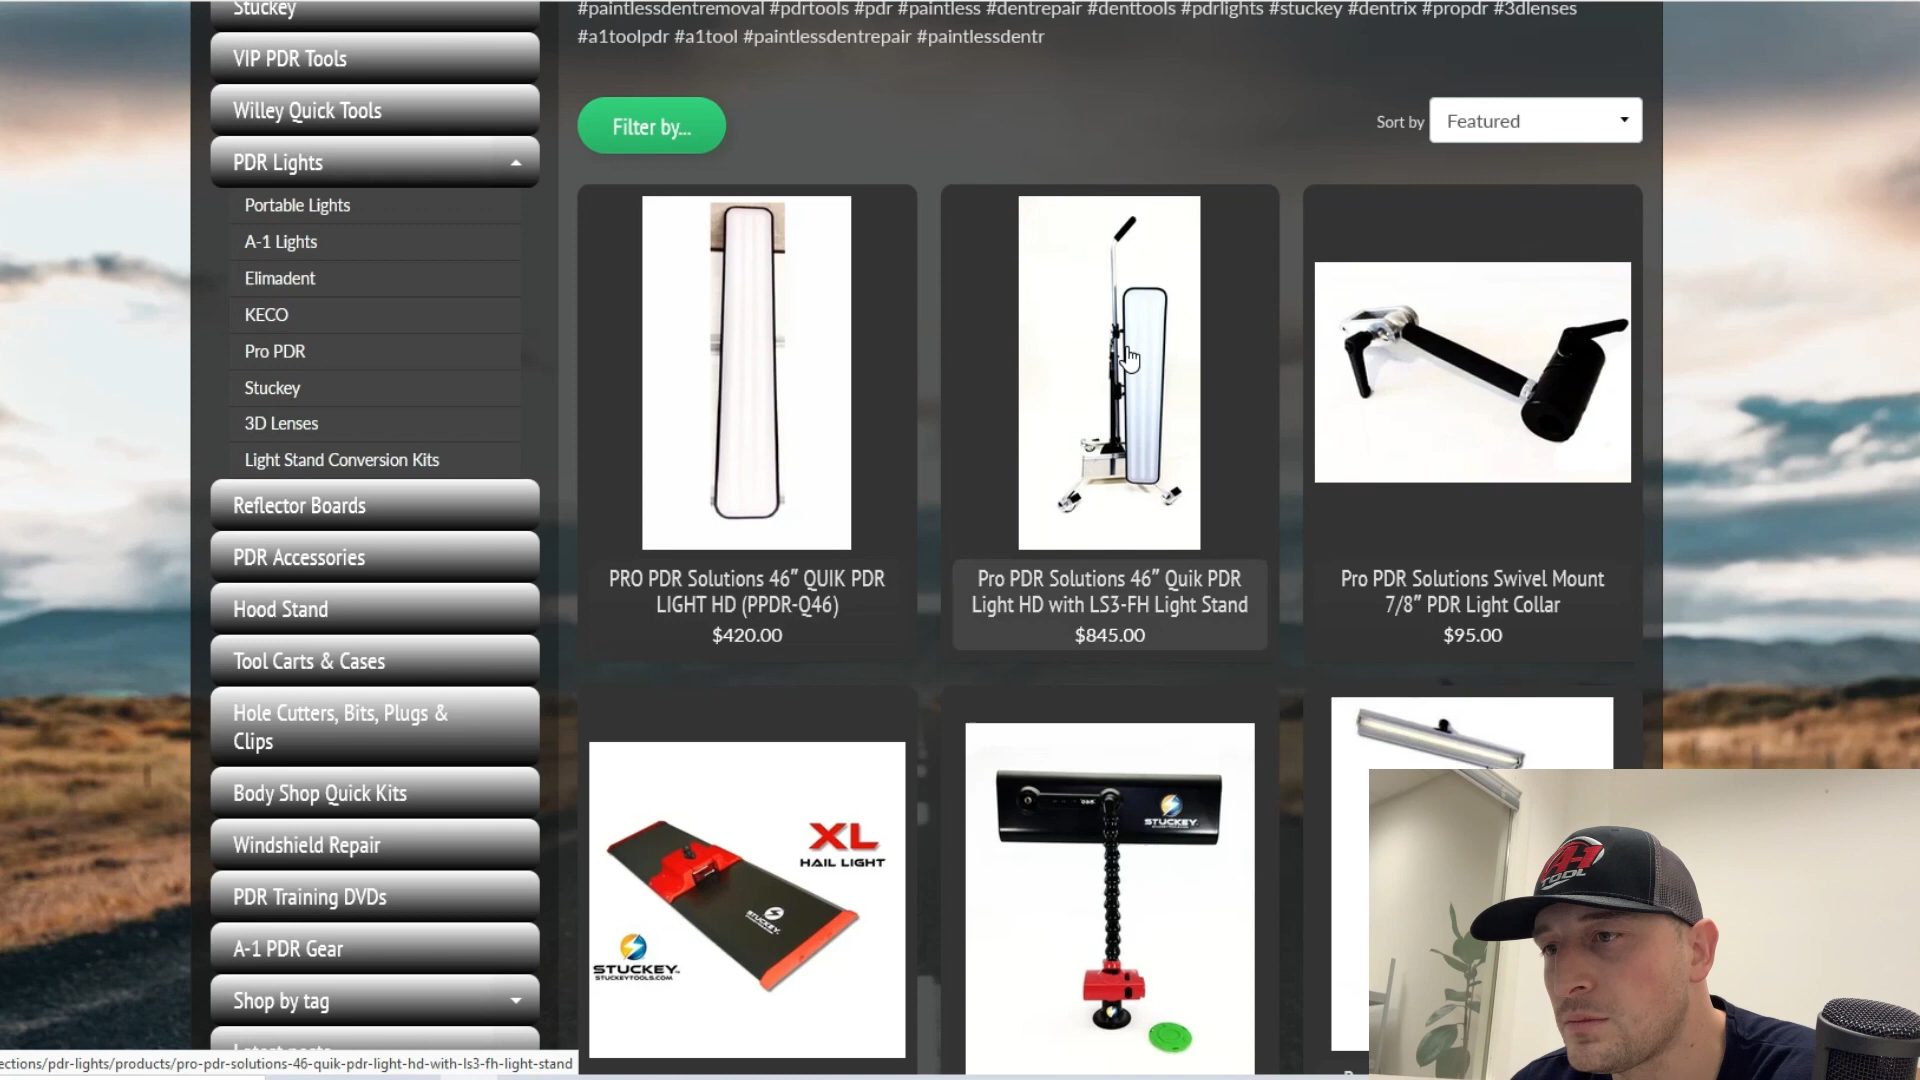 #paintlessdentremoval #pdrtools #pdr #paintless #dentrepair #denttools #pdrlights #stuckey #dentrix #propdr #3dlenses
#a1toolpdr #a1tool #paintlessdentrepair #paintlessdentr
Stuckey
VIP PDR Tools
Willey Quick Tools
PDR Lights
Portable Lights
A-1 Lights
Elimadent
KECO
Pro PDR
Stuckey
3D Lenses
Light Stand Conversion Kits
Reflector Boards
PDR Accessories
Hood Stand
Tool Carts & Cases
Hole Cutters, Bits, Plugs &
Clips
Body Shop Quick Kits
Windshield Repair
PDR Training DVDs
A-1 PDR Gear
Shop by tag
Latest posts
Filter by...
Sort by
Featured
PRO PDR Solutions 46″ QUIK PDR
LIGHT HD (PPDR-Q46)
$420.00
Pro PDR Solutions 46″ Quik PDR
Light HD with LS3-FH Light Stand
$845.00
Pro PDR Solutions Swivel Mount
7/8″ PDR Light Collar
$95.00
XL
HAIL LIGHT
STUCKEY
STUCKEY
STUCKEYTOOLS.COM
STUCKEY
A-1
TOOL
ections/pdr-lights/products/pro-pdr-solutions-46-quik-pdr-light-hd-with-ls3-fh-light-stand